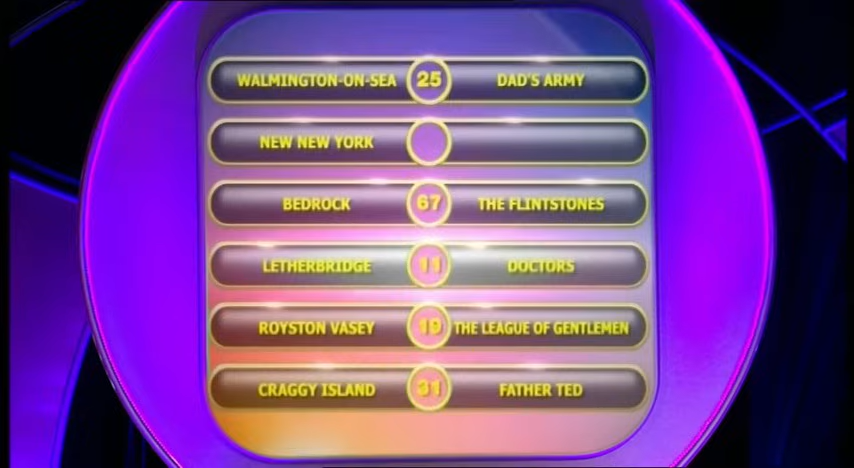 WALMINGTON-ON-SEA 25 DAD'S ARMY
NEW NEW YORK
BEDROCK 67 THE FLINTSTONES
LETHERBRIDGE 11 DOCTORS
ROYSTON VASEY 19 THE LEAGUE OF GENTLEMEN
CRAGGY ISLAND 31 FATHER TED